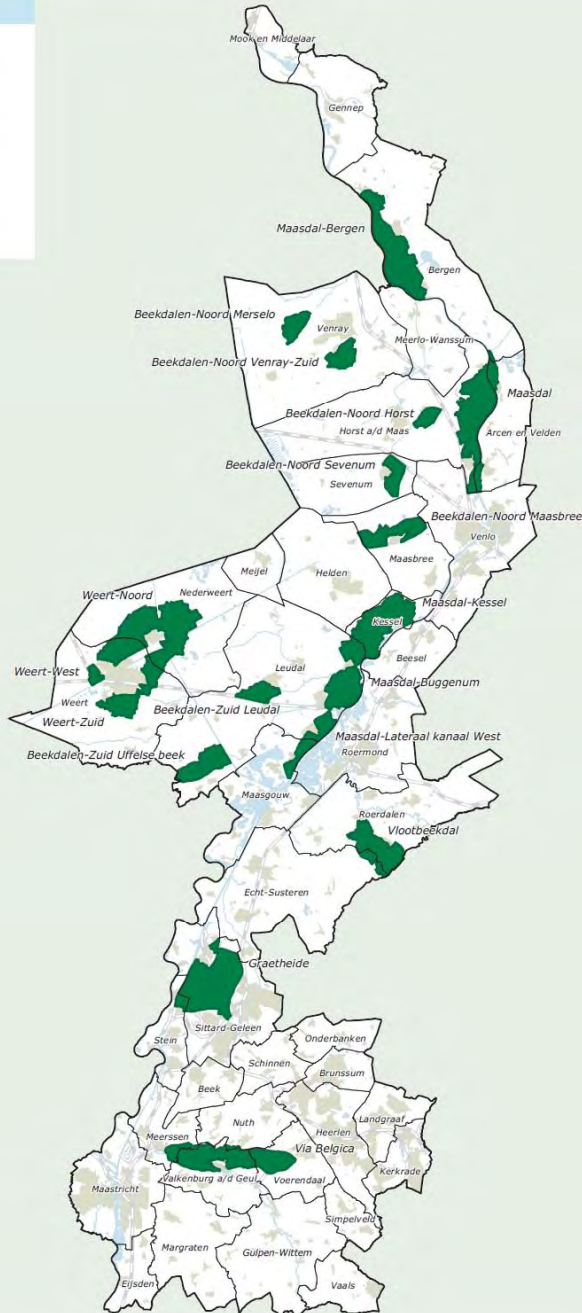 Mook en Middelaar
Gennep
Maasdal-Bergen
Bergen
Beekdalen-Noord Merselo
Venray
Meerlo-Wanssum
Beekdalen-Noord Venray-Zuid
Maasdal
Beekdalen-Noord Horst
Horst a/d Maas
Arcen en Velden
Beekdalen-Noord Sevenum
Sevenum
Beekdalen-Noord Maasbree
Venlo
Maasbree
Meijel
Helden
Nederweert
Weert-Noord
Maasdal-Kessel
Kessel
Beesel
Weert-West
Leudal
Maasdal-Buggenum
Weert
Beekdalen-Zuid Leudal
Weert-Zuid
Maasdal-Lateraal kanaal West
Roermond
Beekdalen-Zuid Uffelse beek
Maasgouw
Roerdalen
Vlootbeekdal
Echt-Susteren
Graetheide
Sittard-Geleen
Stein
Onderbanken
Schinnen
Brunssum
Beek
Nuth
Landgraaf
Heerlen
Meerssen
Via Belgica
Kerkrade
Valkenburg a/d Geul
Voerendaal
Maastricht
Simpelveld
Margraten
Gulpen-Wittem
Eijsden
Vaals